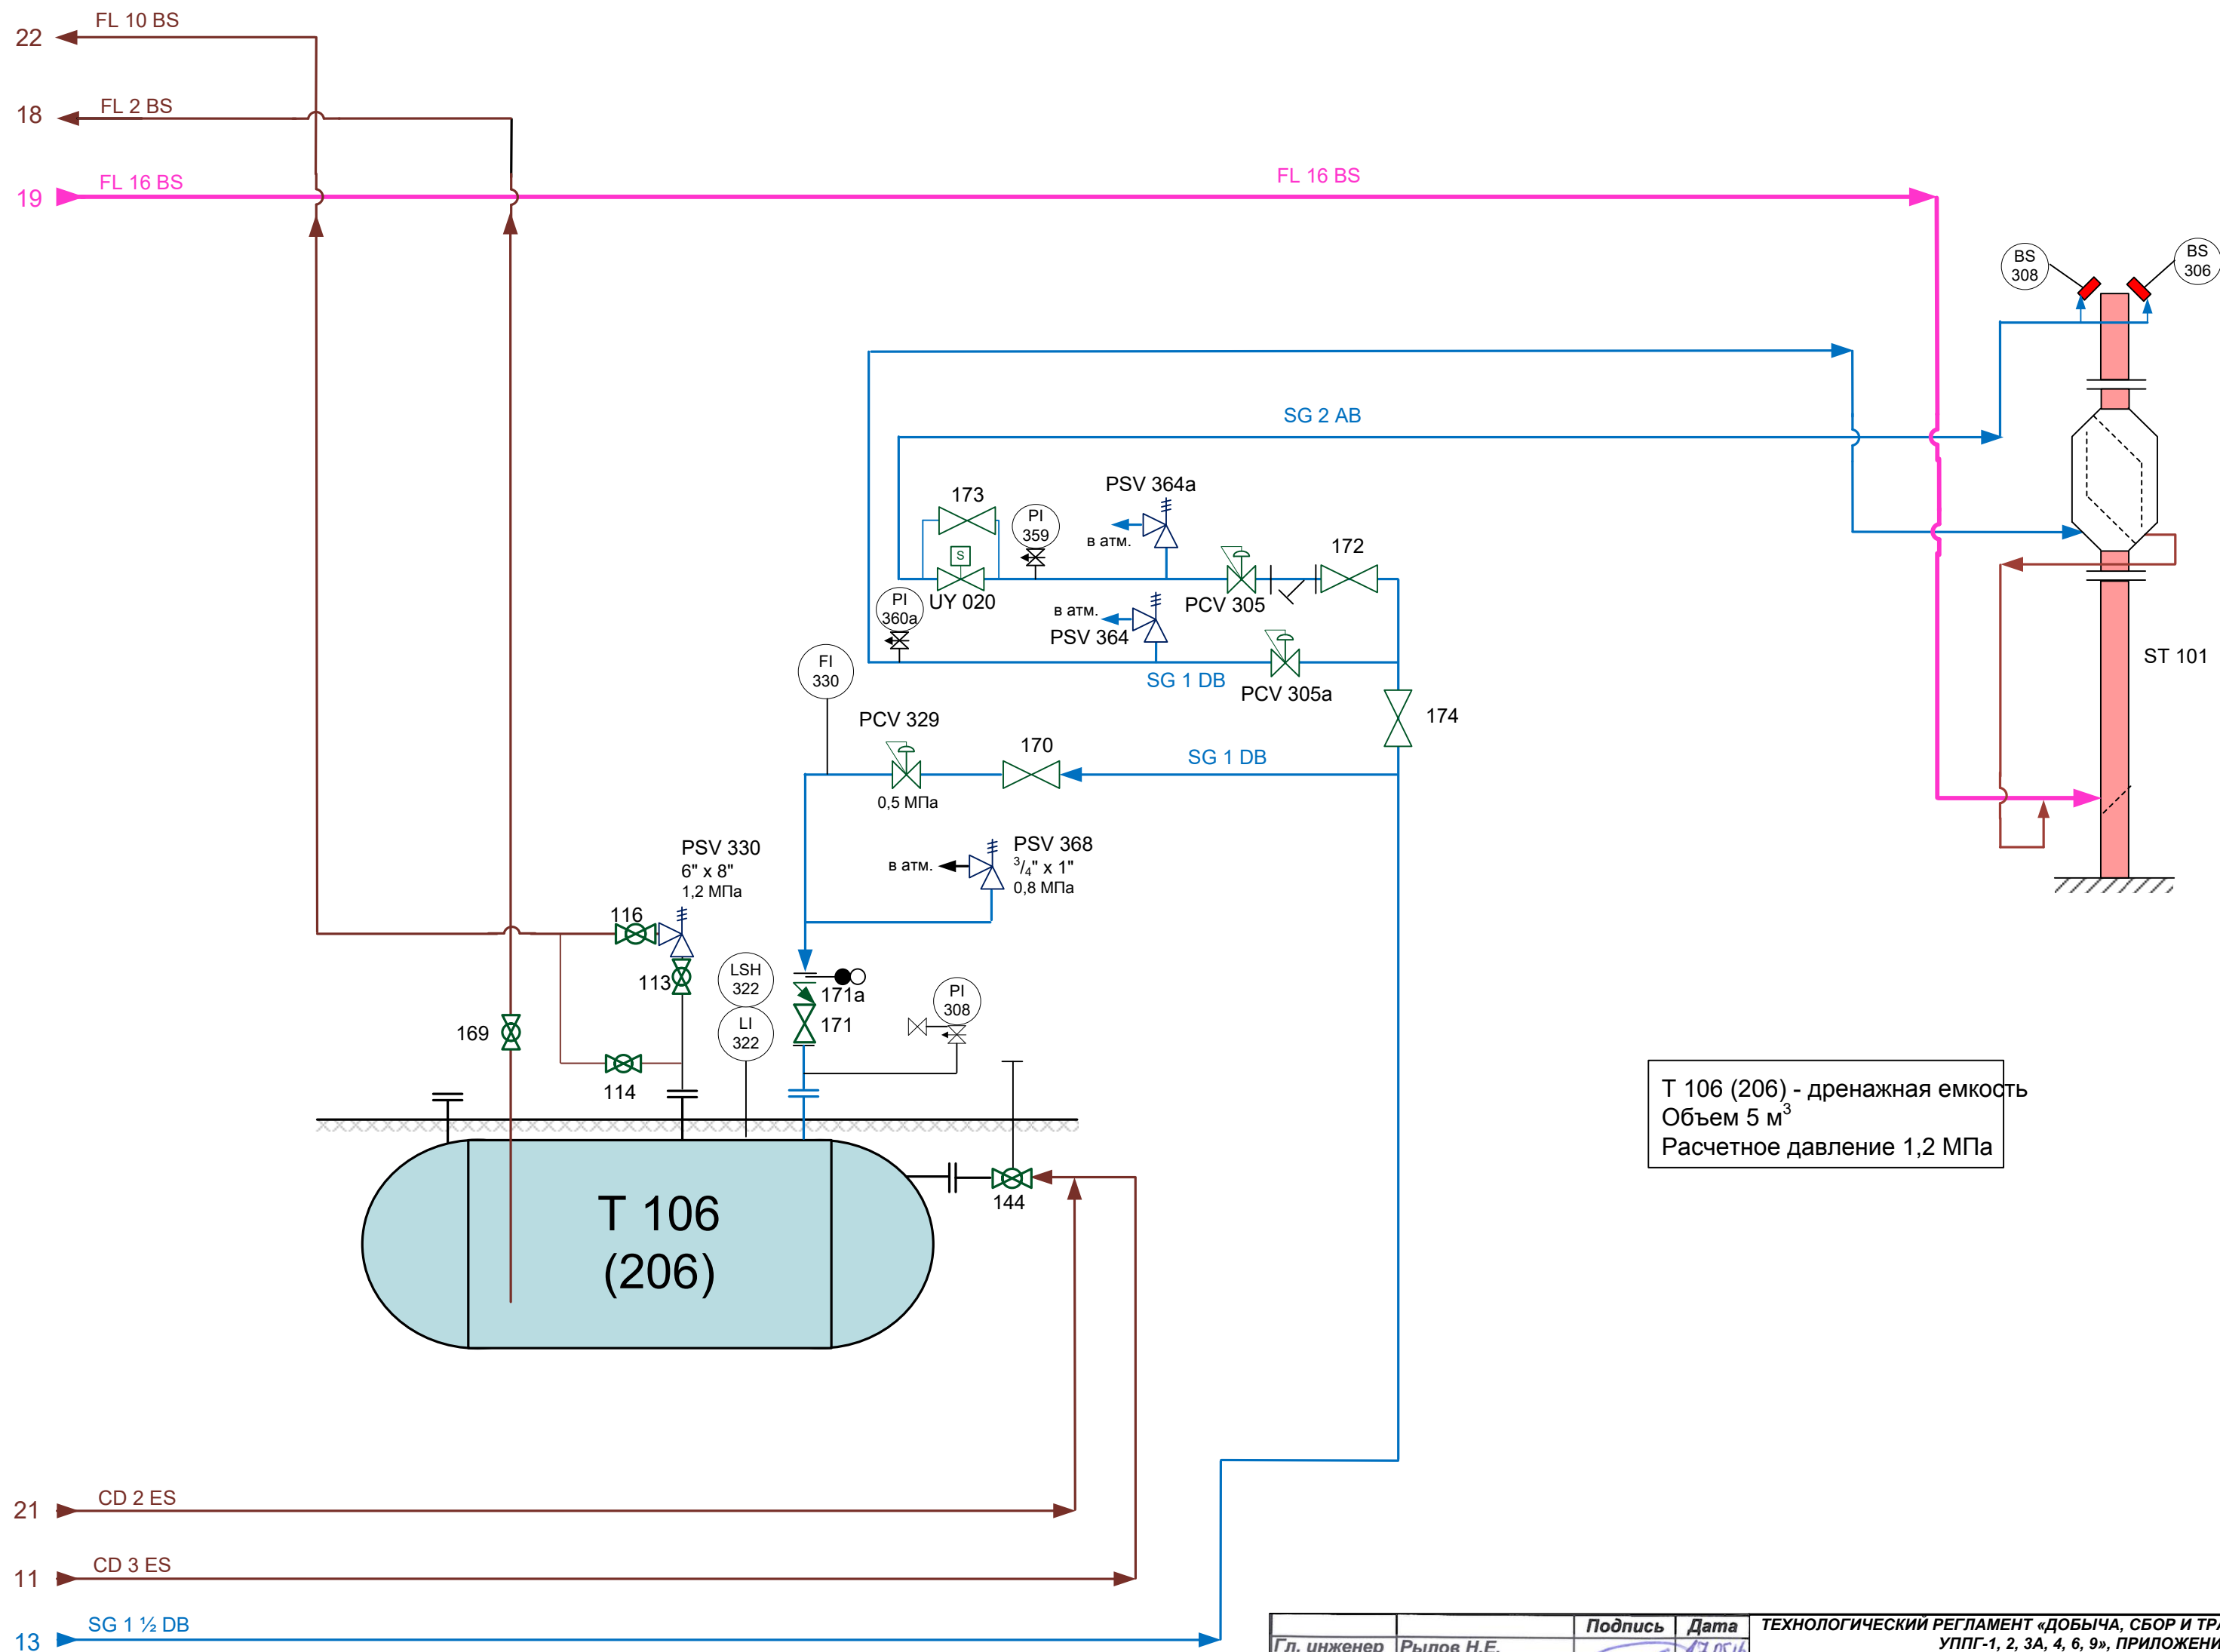 FL 10 BS
22
FL 2 BS
18
FL 16 BS
FL 16 BS
19
BS
308
BS
306
SG 2 AB
PSV 364a
173
PI
359
в атм.
S
172
UY 020
PCV 305
PI
360a
в атм.
PSV 364
FI
330
SG 1 DB
PCV 305a
ST 101
PCV 329
174
170
SG 1 DB
0,5 МПа
PSV 330
6" x 8"
1,2 МПа
PSV 368
3/4" x 1"
0,8 МПа
в атм.
116
113
LSH
322
171a
PI
308
LI
322
171
169
114
144
Т 106 (206) - дренажная емкость
Объем 5 м³
Расчетное давление 1,2 МПа
T 106
(206)
CD 2 ES
21
CD 3 ES
11
SG 1 ½ DB
13
Подпись Дата
ТЕХНОЛОГИЧЕСКИЙ РЕГЛАМЕНТ «ДОБЫЧА, СБОР И
Гл. инженер Рылов Н.Е.
УППГ-1, 2, 3А, 4, 6, 9»,